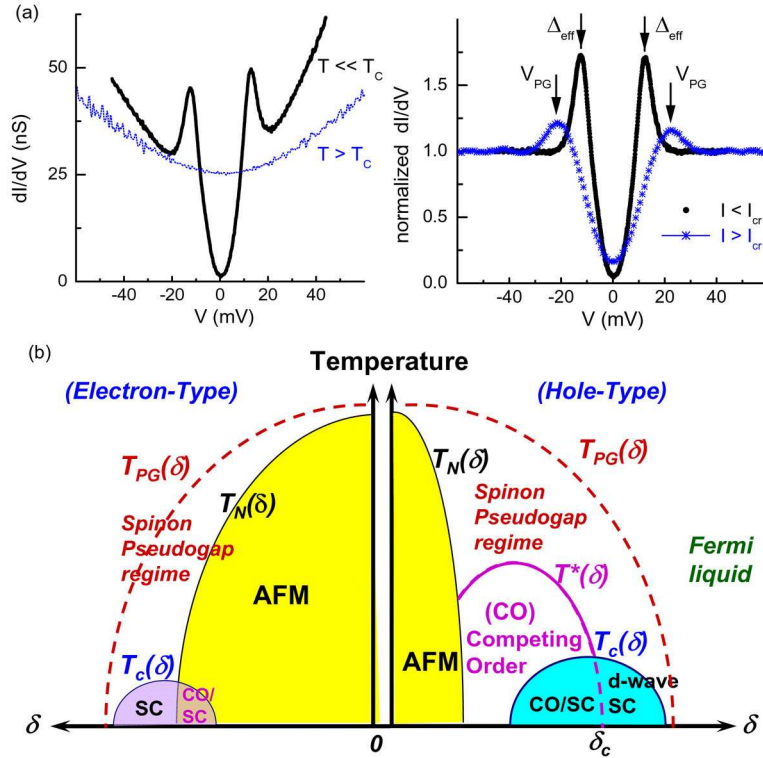 (a)
dI/dV (nS)
50
25
0
T << T_C
T > T_C
-40 -20 0 20 40
V (mV)
normalized dI/dV
1.5
1.0
0.5
0.0
Δ_eff Δ_eff
V_PG V_PG
I < I_cr
I > I_cr
-40 -20 0 20 40
V (mV)
(b)
Temperature
(Electron-Type) (Hole-Type)
T_PG(δ)
T_N(δ)
Spinon
Pseudogap
regime
AFM
T_c(δ)
SC
CO/
SC
T_N(δ)
T_PG(δ)
Spinon
Pseudogap
regime
Fermi
liquid
T*(δ)
(CO)
Competing
Order
T_c(δ)
AFM
CO/SC
d-wave
SC
δ 0 δ_c δ